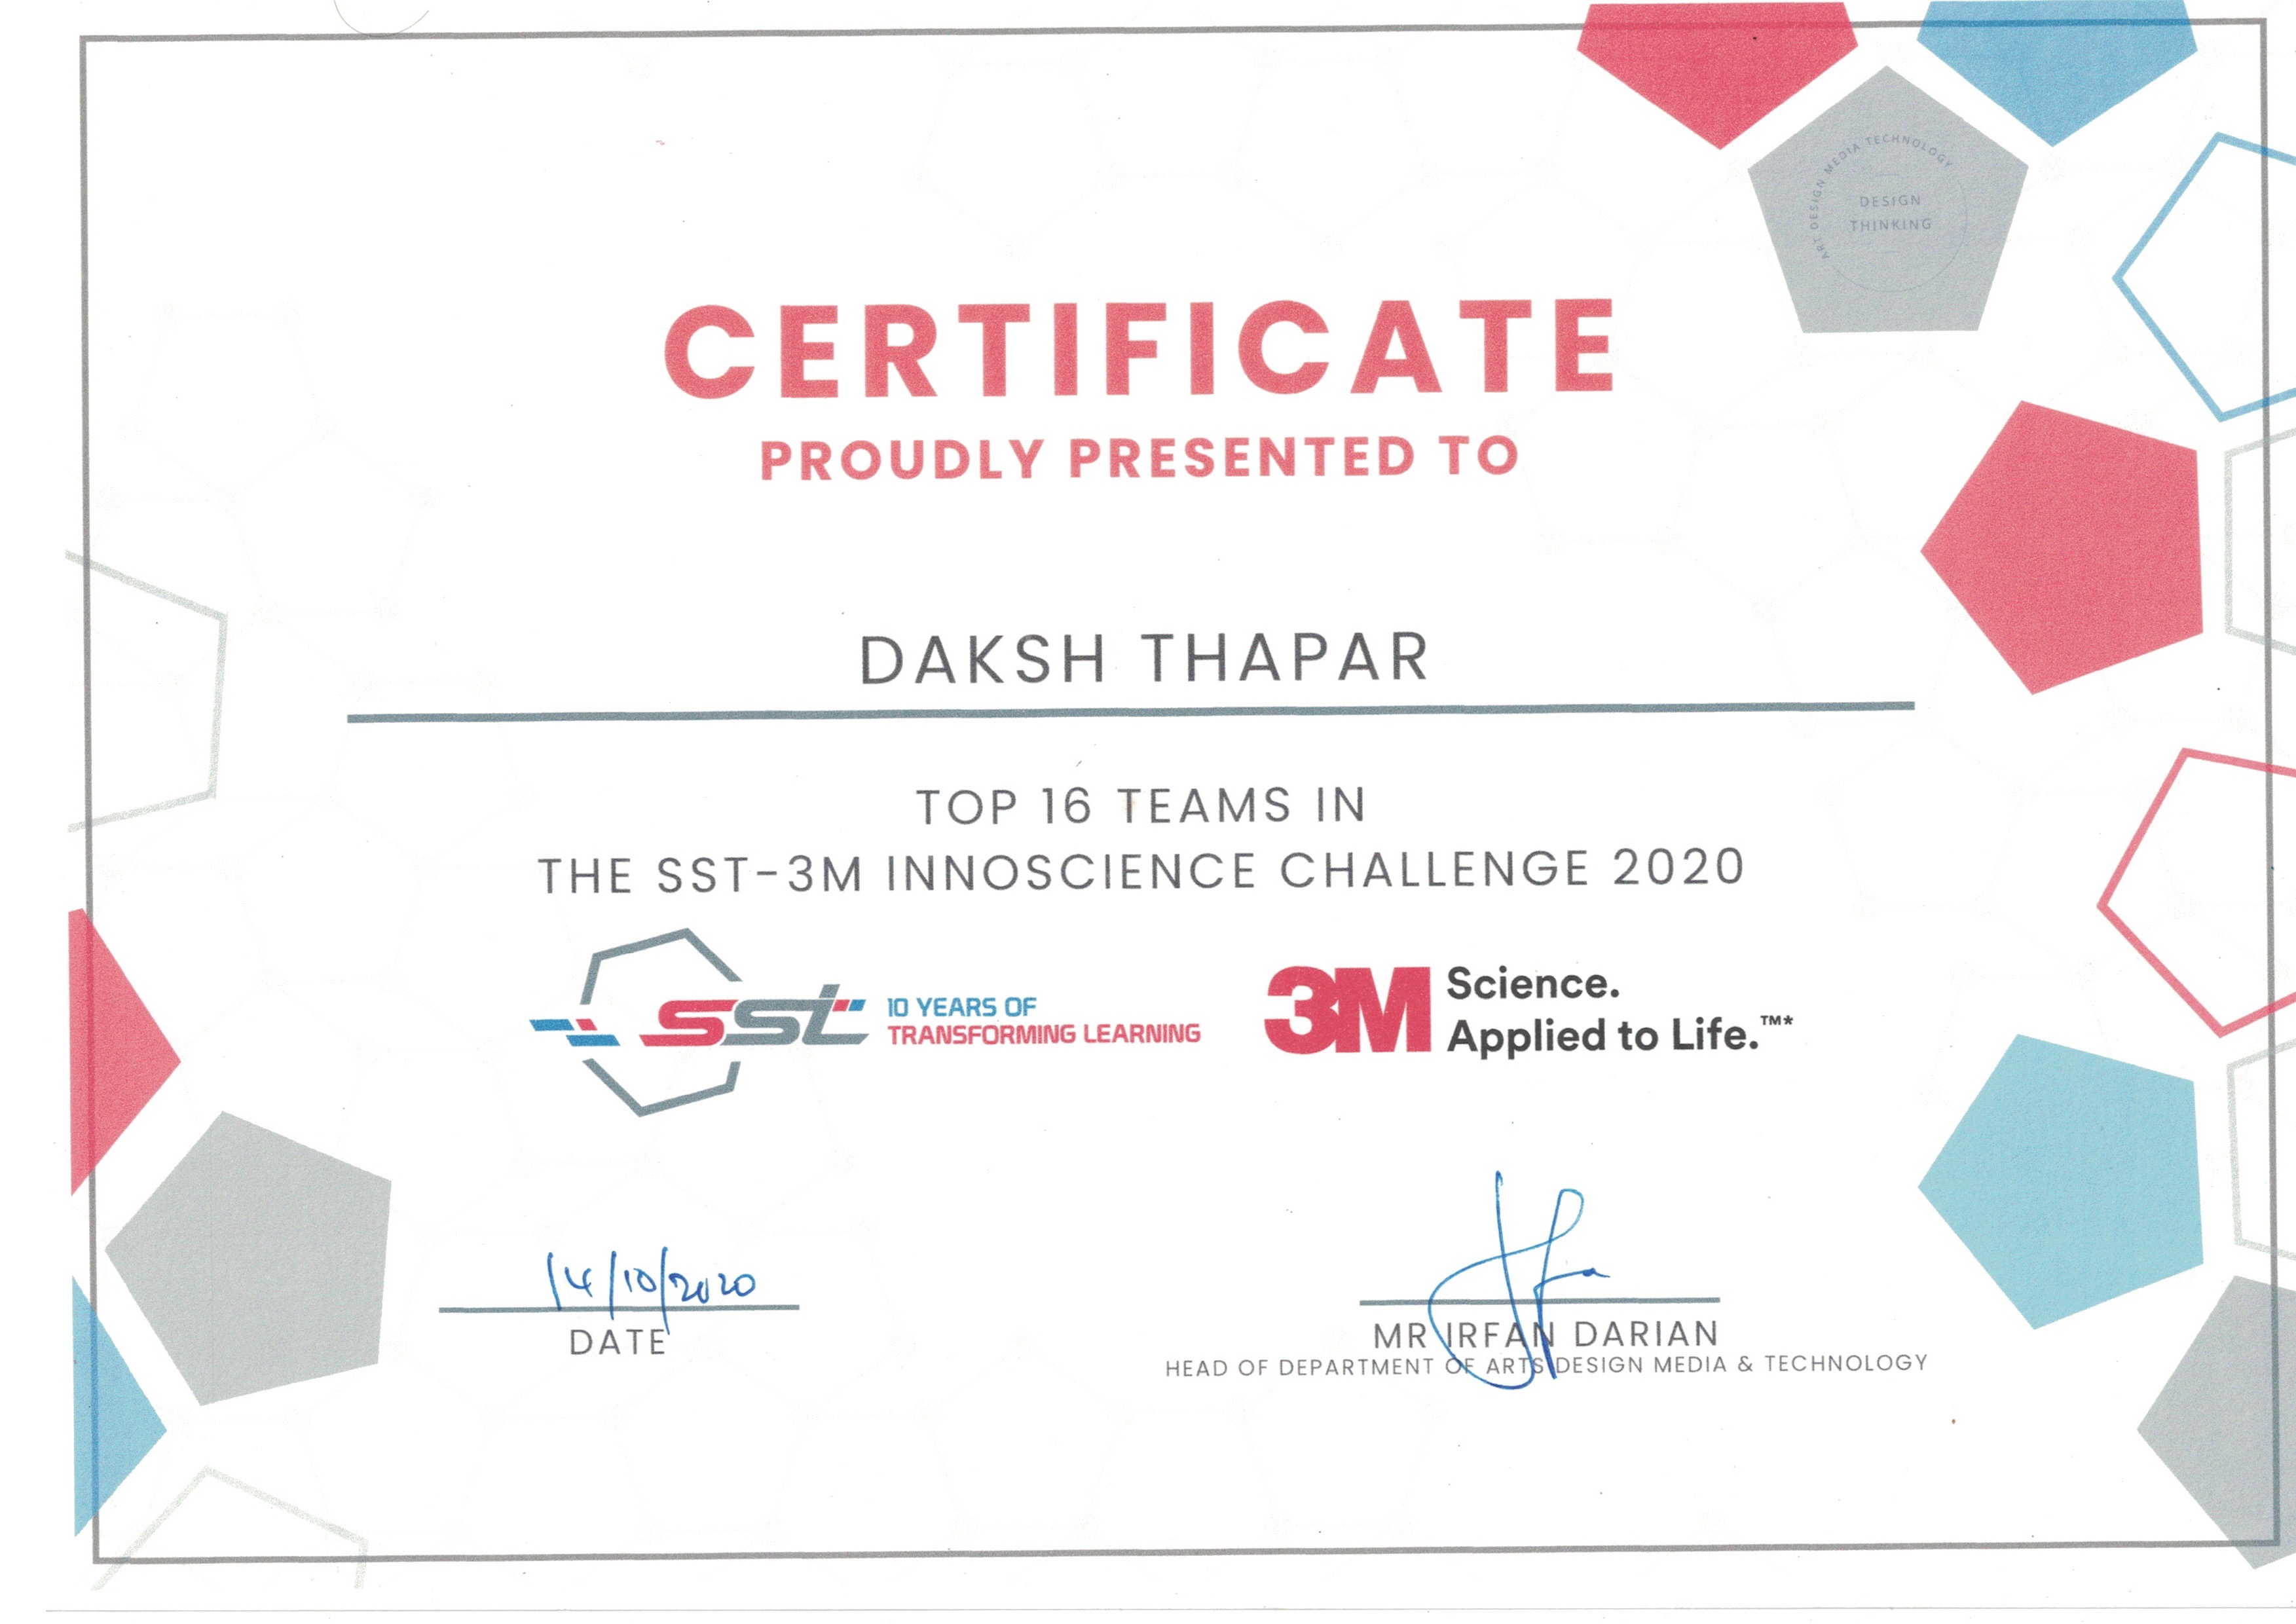 ART DESIGN MEDIA TECHNOLOGY
DESIGN
THINKING
CERTIFICATE
PROUDLY PRESENTED TO
DAKSH THAPAR
TOP 16 TEAMS IN
THE SST-3M INNOSCIENCE CHALLENGE 2020
sst
10 YEARS OF
TRANSFORMING LEARNING
3M
Science.
Applied to Life.™*
14/10/2020
DATE
MR IRFAN DARIAN
HEAD OF DEPARTMENT OF ARTS DESIGN MEDIA & TECHNOLOGY